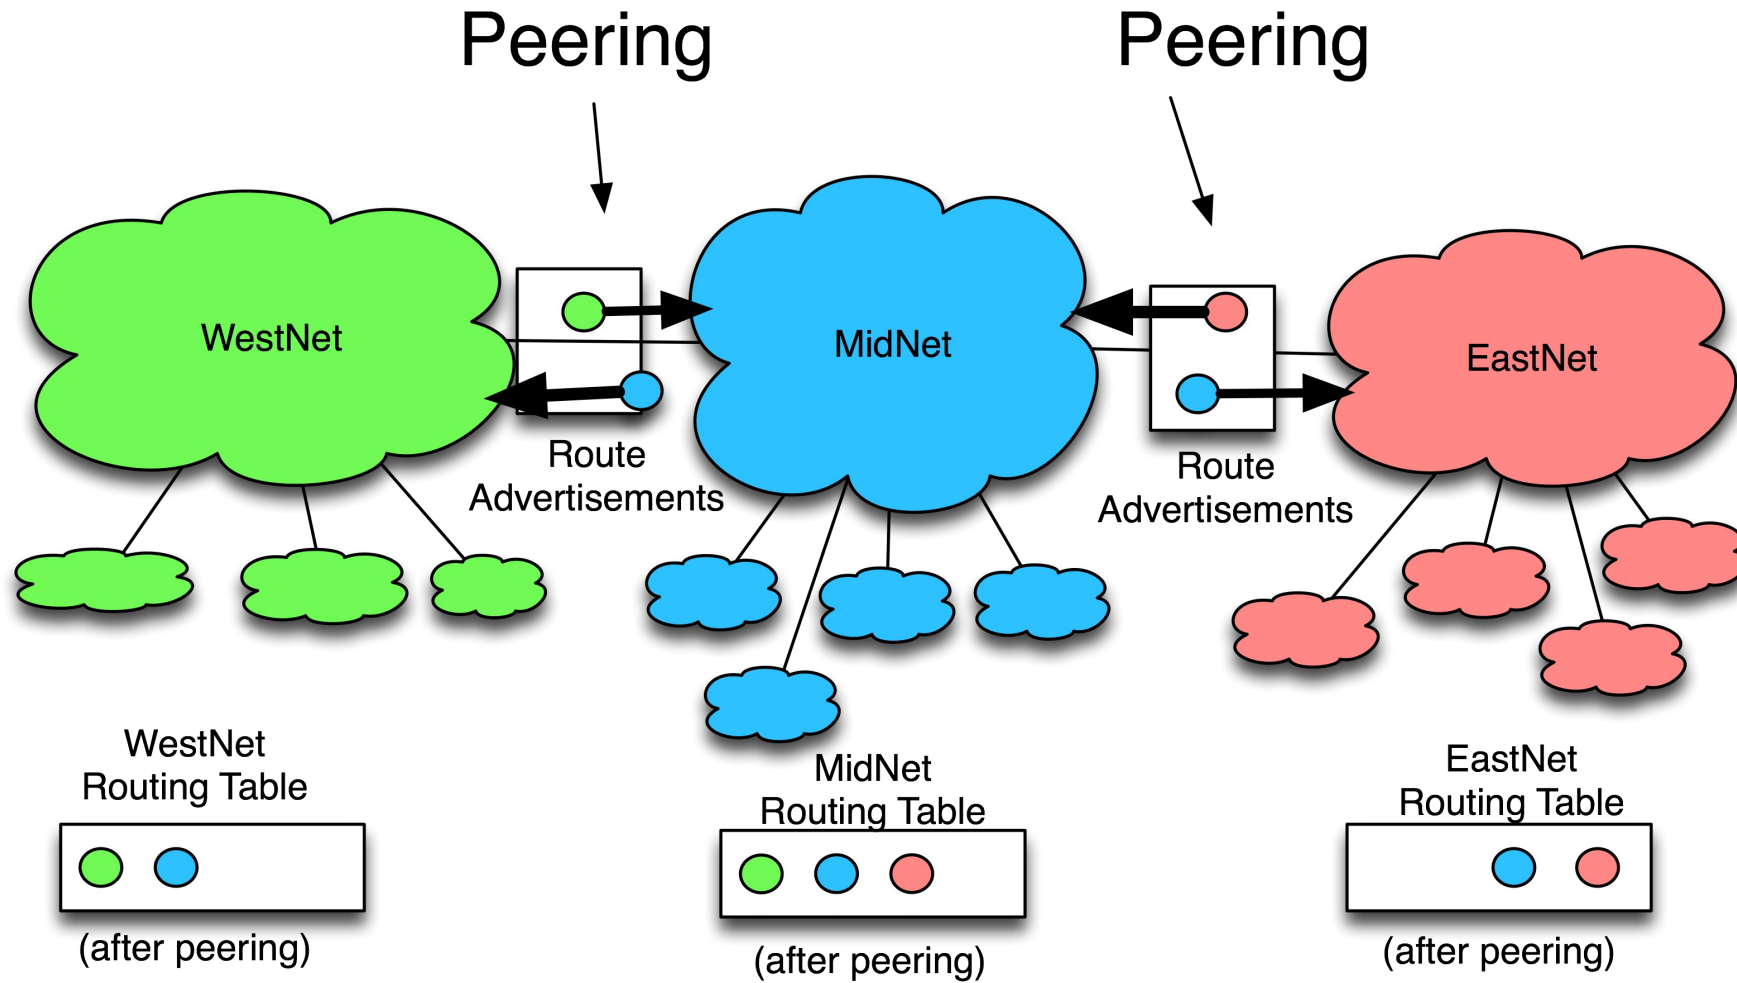 Peering
Peering
WestNet
MidNet
EastNet
Route
Advertisements
Route
Advertisements
WestNet
Routing Table
(after peering)
MidNet
Routing Table
(after peering)
EastNet
Routing Table
(after peering)